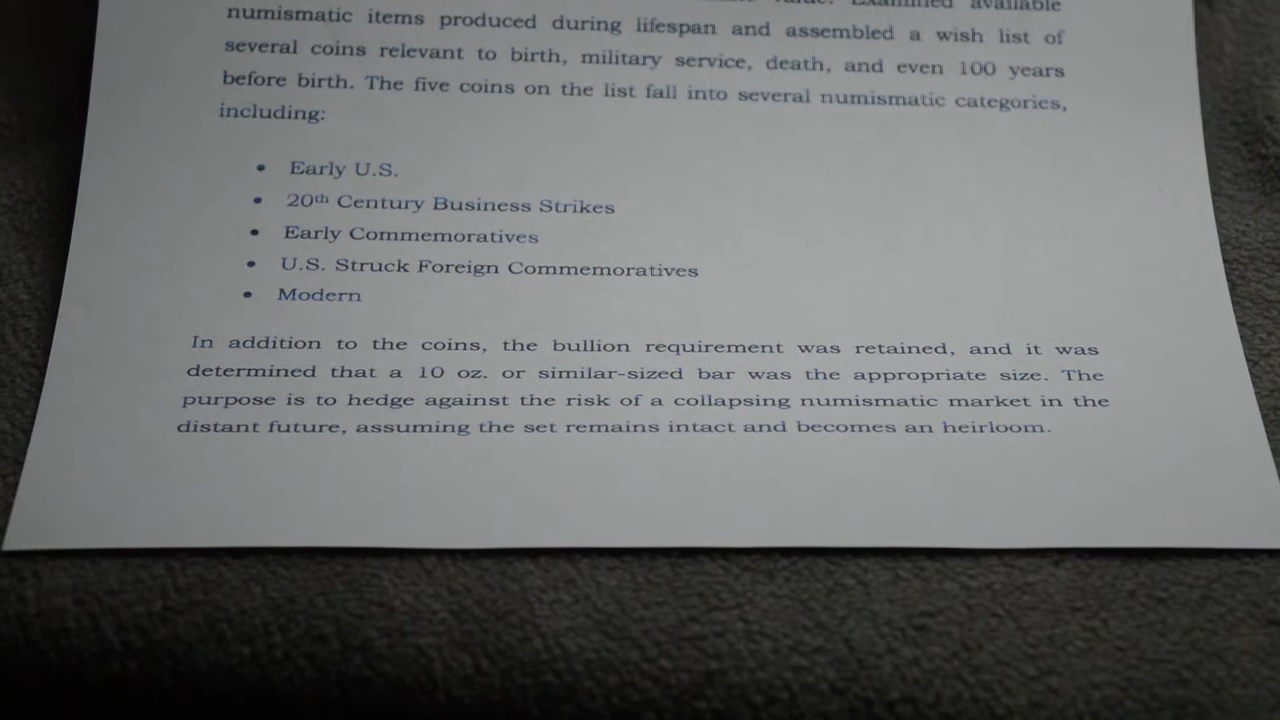 value. Examined available
numismatic items produced during lifespan and assembled a wish list of
several coins relevant to birth, military service, death, and even 100 years
before birth. The five coins on the list fall into several numismatic categories,
including:
• Early U.S.
• 20th Century Business Strikes
• Early Commemoratives
• U.S. Struck Foreign Commemoratives
• Modern
In addition to the coins, the bullion requirement was retained, and it was
determined that a 10 oz. or similar-sized bar was the appropriate size. The
purpose is to hedge against the risk of a collapsing numismatic market in the
distant future, assuming the set remains intact and becomes an heirloom.